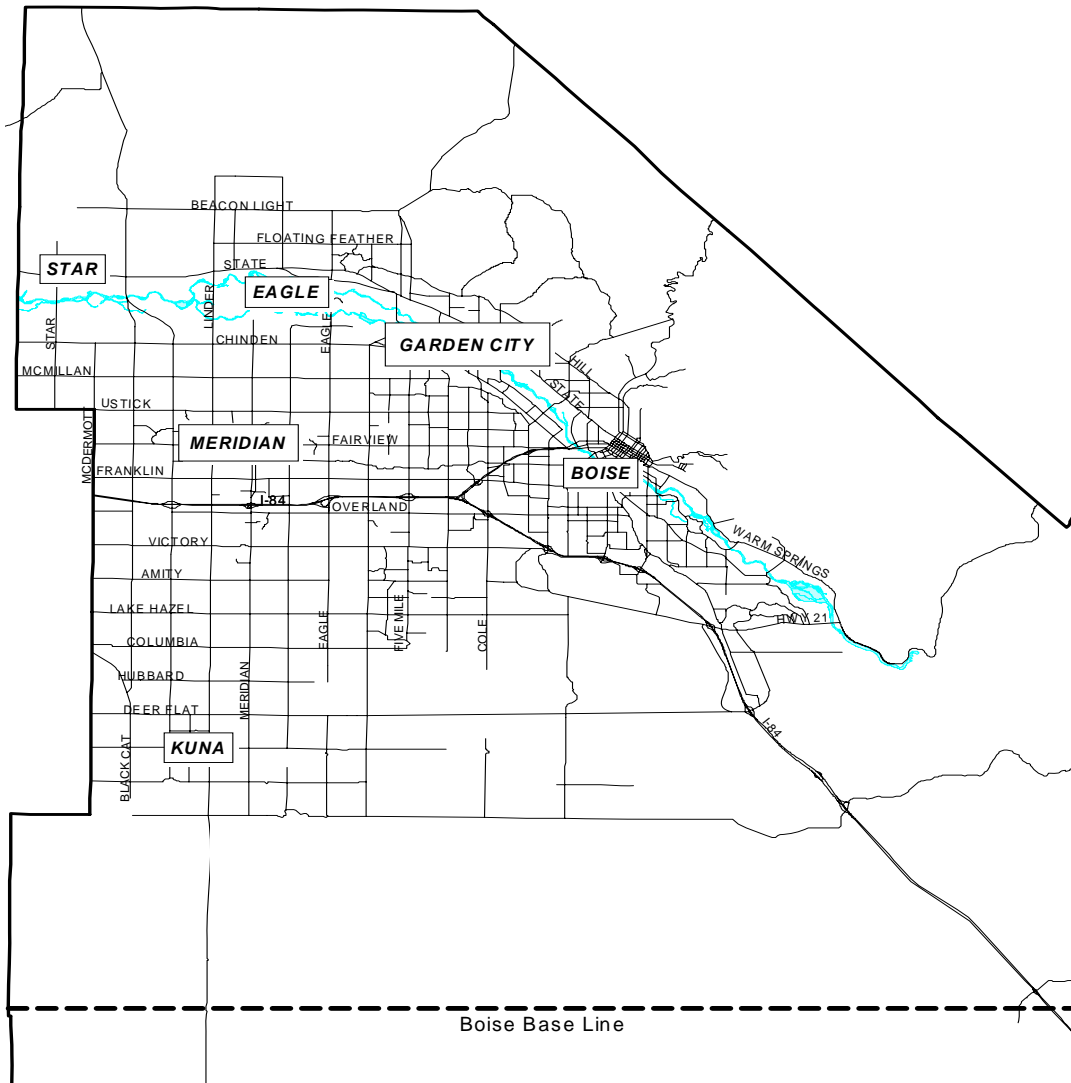 BEACON LIGHT
FLOATING FEATHER
STATE
STAR
EAGLE
LINDER
STAR
EAGLE
CHINDEN
GARDEN CITY
HILL
STATE
MCMILLAN
USTICK
MCDERMOTT
MERIDIAN
FAIRVIEW
FRANKLIN
BOISE
I-84
OVERLAND
WARM SPRINGS
VICTORY
AMITY
LAKE HAZEL
EAGLE
FIVE MILE
COLE
HWY 21
COLUMBIA
HUBBARD
MERIDIAN
DEER FLAT
I-84
KUNA
BLACK CAT
Boise Base Line